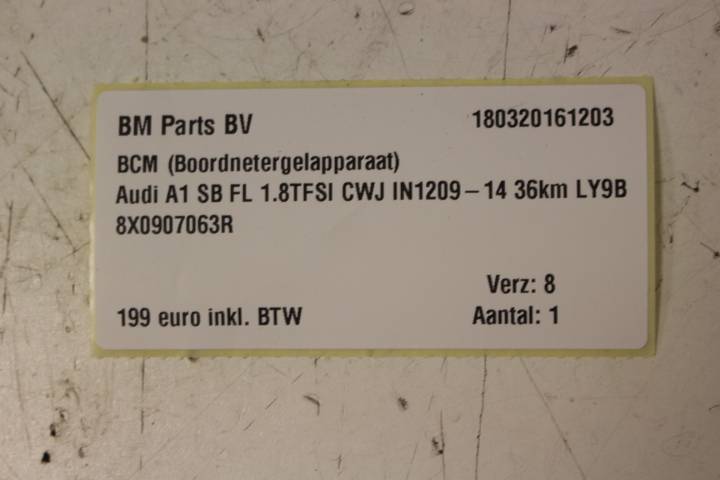 BM Parts BV 180320161203
BCM (Boordnetergelapparaat)
Audi A1 SB FL 1.8TFSI CWJ IN1209-14 36km LY9B
8X0907063R
Verz: 8
199 euro inkl. BTW Aantal: 1